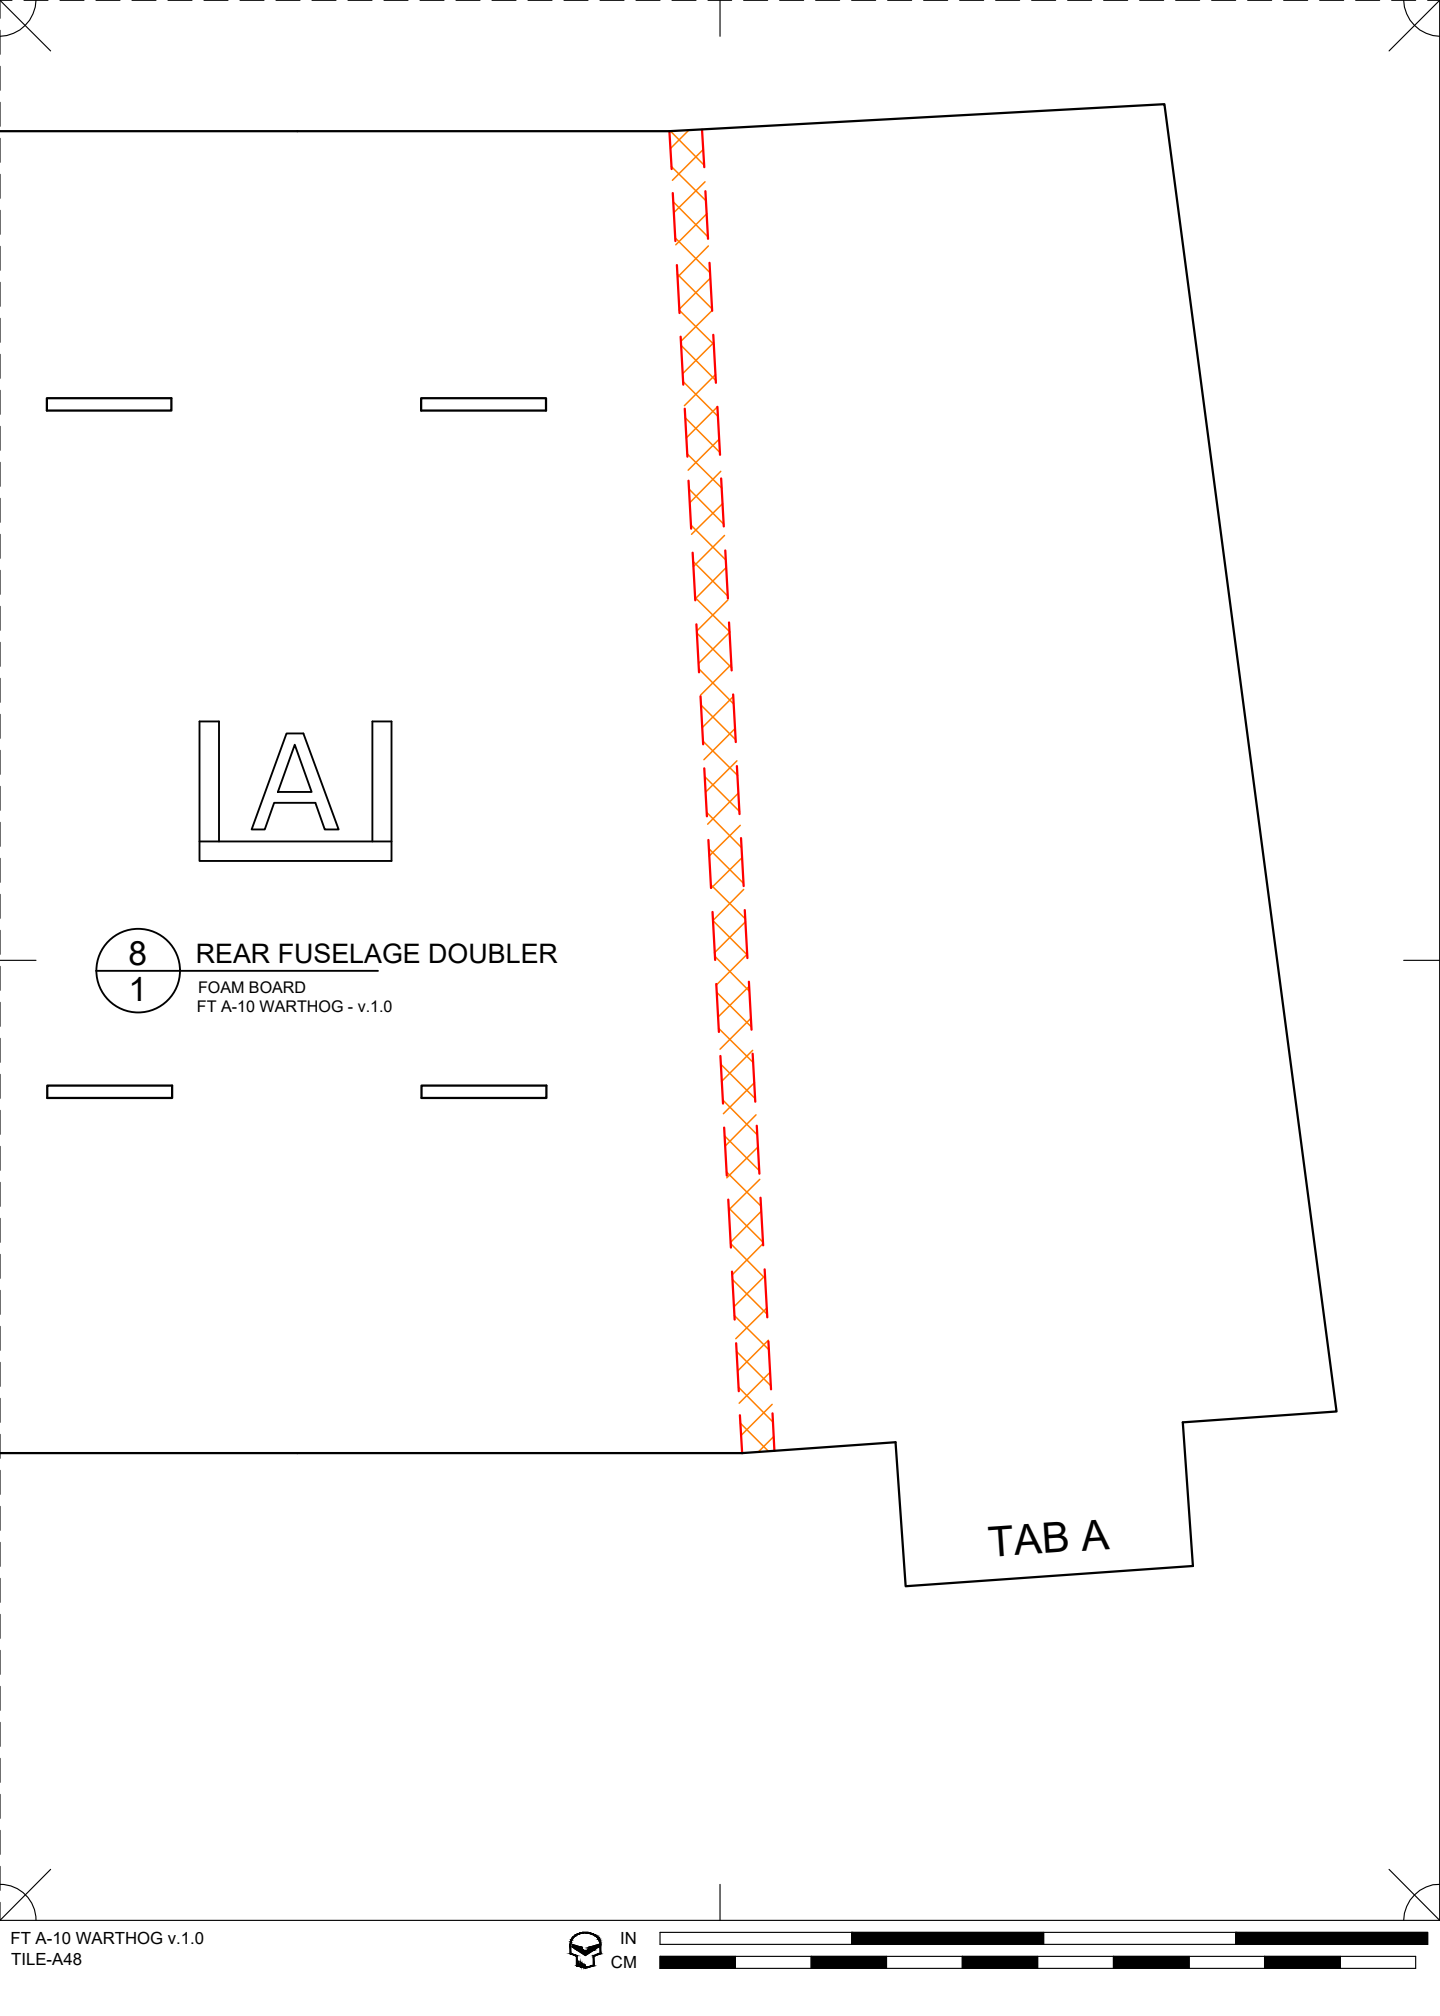 A
8
1
REAR FUSELAGE DOUBLER
FOAM BOARD
FT A-10 WARTHOG - v.1.0
TAB A
FT A-10 WARTHOG v.1.0
TILE-A48
IN
CM